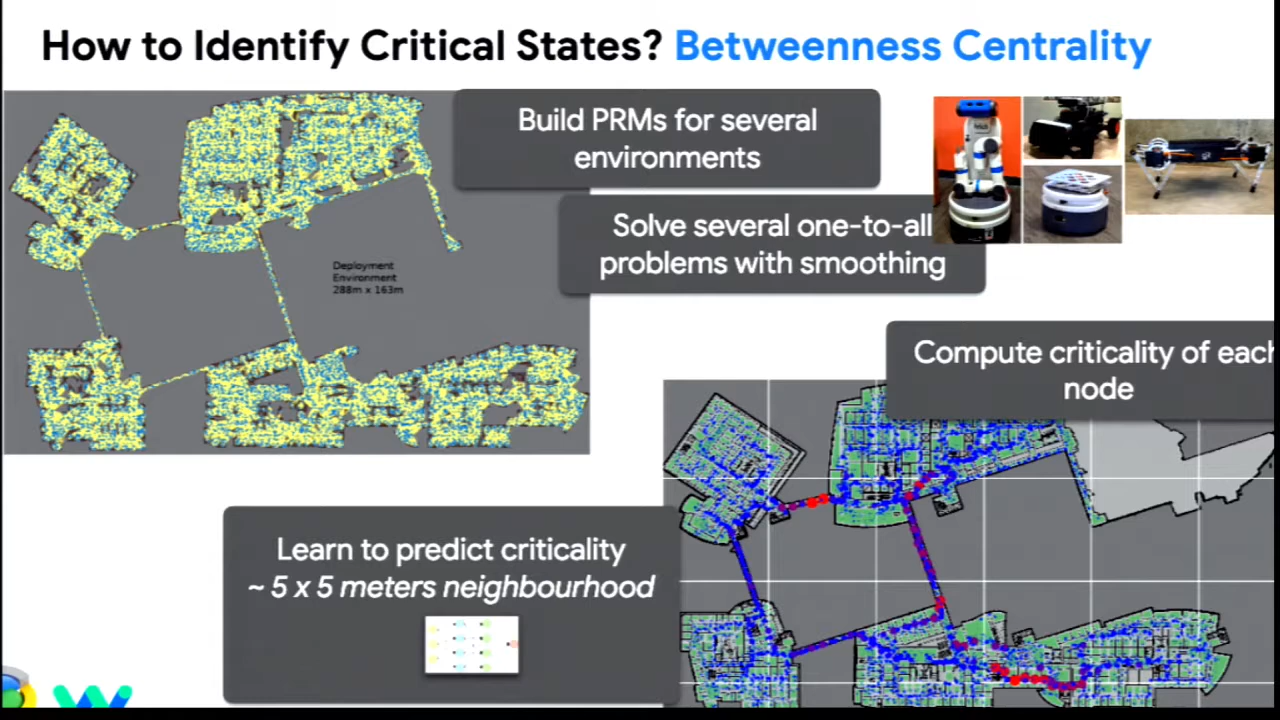 How to Identify Critical States? Betweenness Centrality
Build PRMs for several
environments
Solve several one-to-all
problems with smoothing
Deployment
Environment
288m x 163m
Compute criticality of each
node
Learn to predict criticality
~ 5 x 5 meters neighbourhood